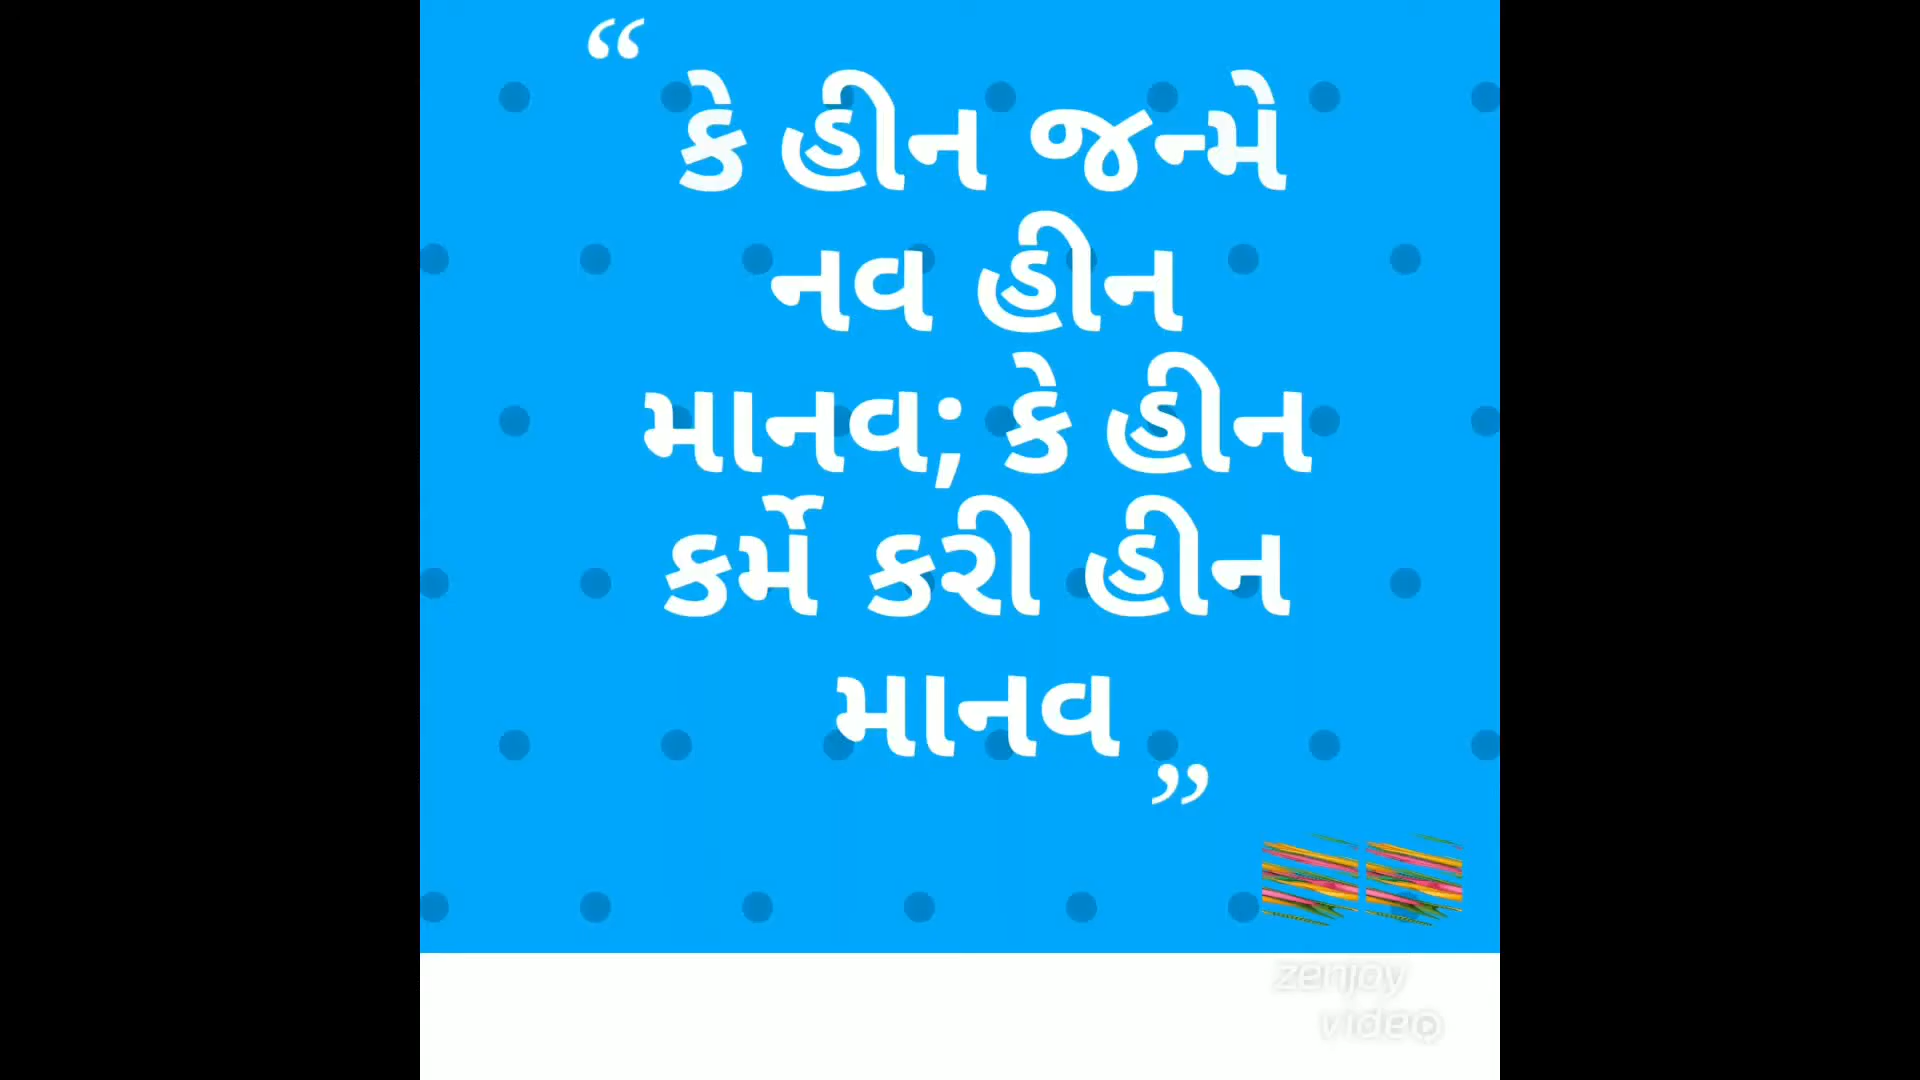 “
કે હીન જન્મે
નવ હીન
માનવ; કે હીન
કર્મે કરી હીન
માનવ
”
zenjoy
video